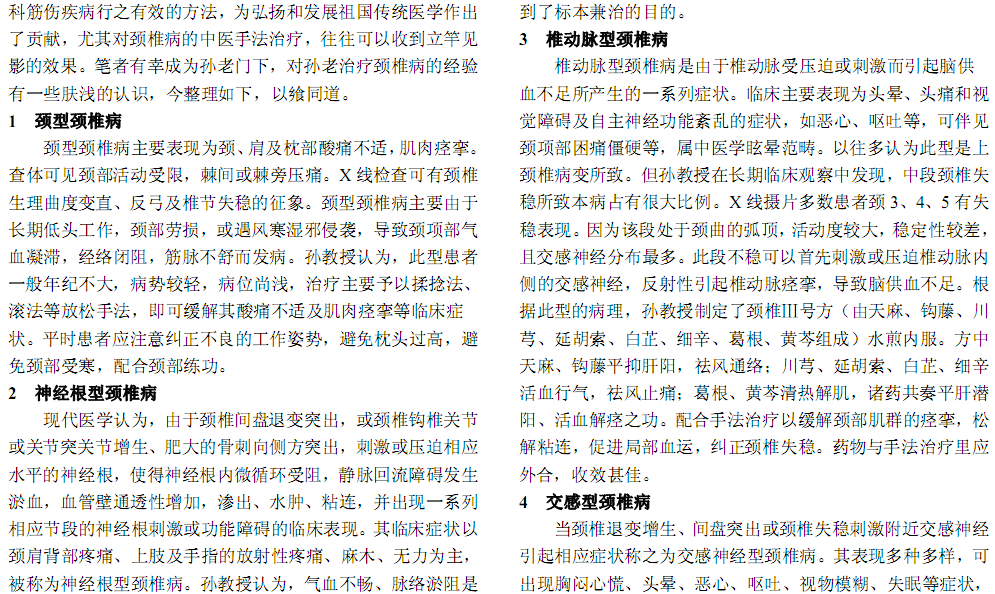 科筋伤疾病行之有效的方法，为弘扬和发展祖国传统医学作出
了贡献，尤其对颈椎病的中医手法治疗，往往可以收到立竿见
影的效果。笔者有幸成为孙老门下，对孙老治疗颈椎病的经验
有一些肤浅的认识，今整理如下，以飨同道。
1 颈型颈椎病
颈型颈椎病主要表现为颈、肩及枕部酸痛不适，肌肉痉挛。
查体可见颈部活动受限，棘间或棘旁压痛。X 线检查可有颈椎
生理曲度变直、反弓及椎节失稳的征象。颈型颈椎病主要由于
长期低头工作，颈部劳损，或遇风寒湿邪侵袭，导致颈项部气
血凝滞，经络闭阻，筋脉不舒而发病。孙教授认为，此型患者
一般年纪不大，病势较轻，病位尚浅，治疗主要予以揉捻法、
滚法等放松手法，即可缓解其酸痛不适及肌肉痉挛等临床症
状。平时患者应注意纠正不良的工作姿势，避免枕头过高，避
免颈部受寒，配合颈部练功。
2 神经根型颈椎病
现代医学认为，由于颈椎间盘退变突出，或颈椎钩椎关节
或关节突关节增生、肥大的骨刺向侧方突出，刺激或压迫相应
水平的神经根，使得神经根内微循环受阻，静脉回流障碍发生
淤血，血管壁通透性增加，渗出、水肿、粘连，并出现一系列
相应节段的神经根刺激或功能障碍的临床表现。其临床症状以
颈肩背部疼痛、上肢及手指的放射性疼痛、麻木、无力为主，
被称为神经根型颈椎病。孙教授认为，气血不畅、脉络淤阻是
到了标本兼治的目的。
3 椎动脉型颈椎病
椎动脉型颈椎病是由于椎动脉受压迫或刺激而引起脑供
血不足所产生的一系列症状。临床主要表现为头晕、头痛和视
觉障碍及自主神经功能紊乱的症状，如恶心、呕吐等，可伴见
颈项部困痛僵硬等，属中医学眩晕范畴。以往多认为此型是上
颈椎病变所致。但孙教授在长期临床观察中发现，中段颈椎失
稳所致本病占有很大比例。X 线摄片多数患者颈 3、4、5 有失
稳表现。因为该段处于颈曲的弧顶，活动度较大，稳定性较差，
且交感神经分布最多。此段不稳可以首先刺激或压迫椎动脉内
侧的交感神经，反射性引起椎动脉痉挛，导致脑供血不足。根
据此型的病理，孙教授制定了颈椎Ⅲ号方（由天麻、钩藤、川
芎、延胡索、白芷、细辛、葛根、黄芩组成）水煎内服。方中
天麻、钩藤平抑肝阳，祛风通络；川芎、延胡索、白芷、细辛
活血行气，祛风止痛；葛根、黄芩清热解肌，诸药共奏平肝潜
阳、活血解痉之功。配合手法治疗以缓解颈部肌群的痉挛，松
解粘连，促进局部血运，纠正颈椎失稳。药物与手法治疗里应
外合，收效甚佳。
4 交感型颈椎病
当颈椎退变增生、间盘突出或颈椎失稳刺激附近交感神经
引起相应症状称之为交感神经型颈椎病。其表现多种多样，可
出现胸闷心慌、头晕、恶心、呕吐、视物模糊、失眠等症状，